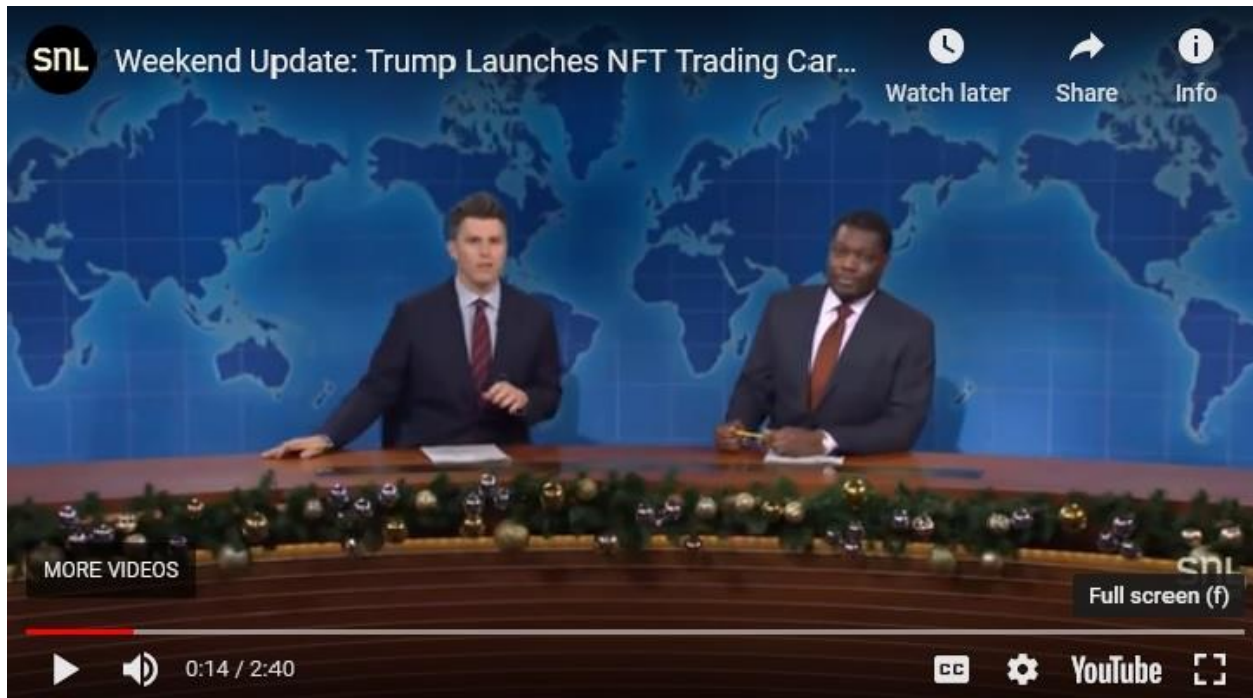 SNL Weekend Update: Trump Launches NFT Trading Car...
Watch later Share Info
MORE VIDEOS
SNL
Full screen (f)
0:14 / 2:40 CC YouTube